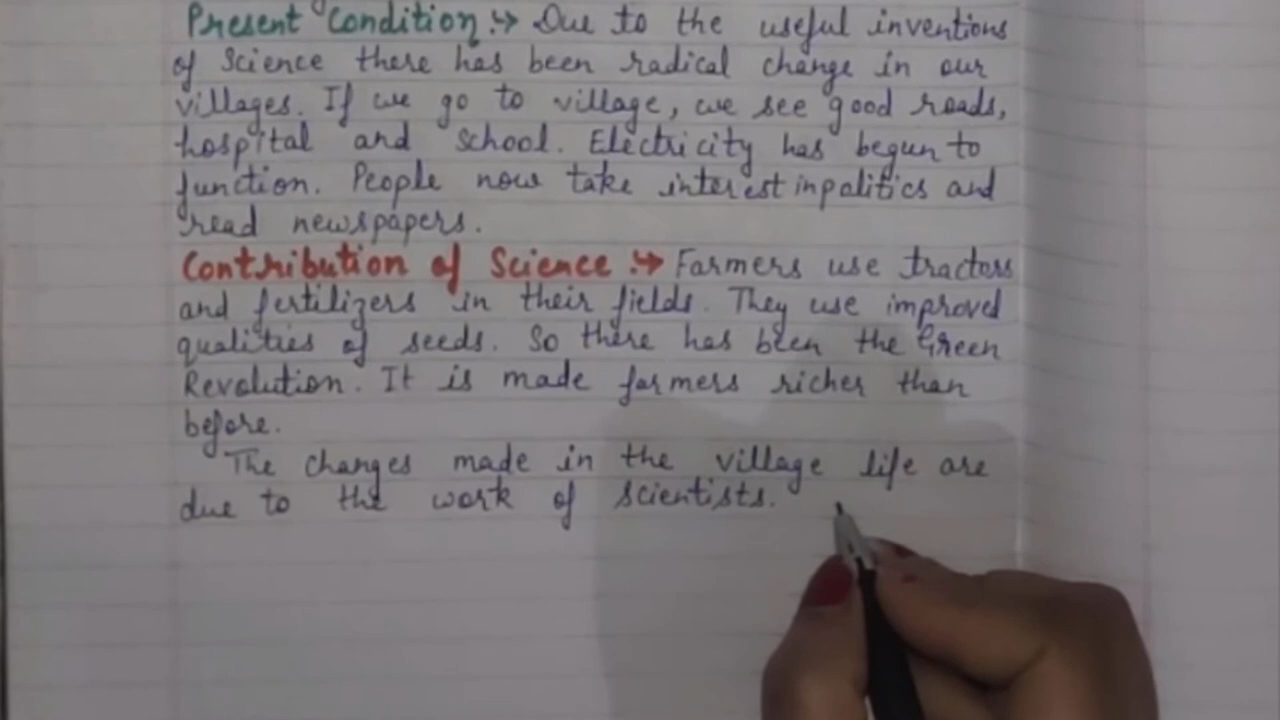 Present Condition :→ Due to the useful inventions
of Science there has been radical change in our
villages. If we go to village, we see good roads,
hospital and school. Electricity has begun to
function. People now take interest in politics and
read newspapers.
Contribution of Science :→ Farmers use tractors
and fertilizers in their fields. They use improved
qualities of seeds. So there has been the Green
Revolution. It is made farmers richer than
before.
The changes made in the village life are
due to the work of scientists.